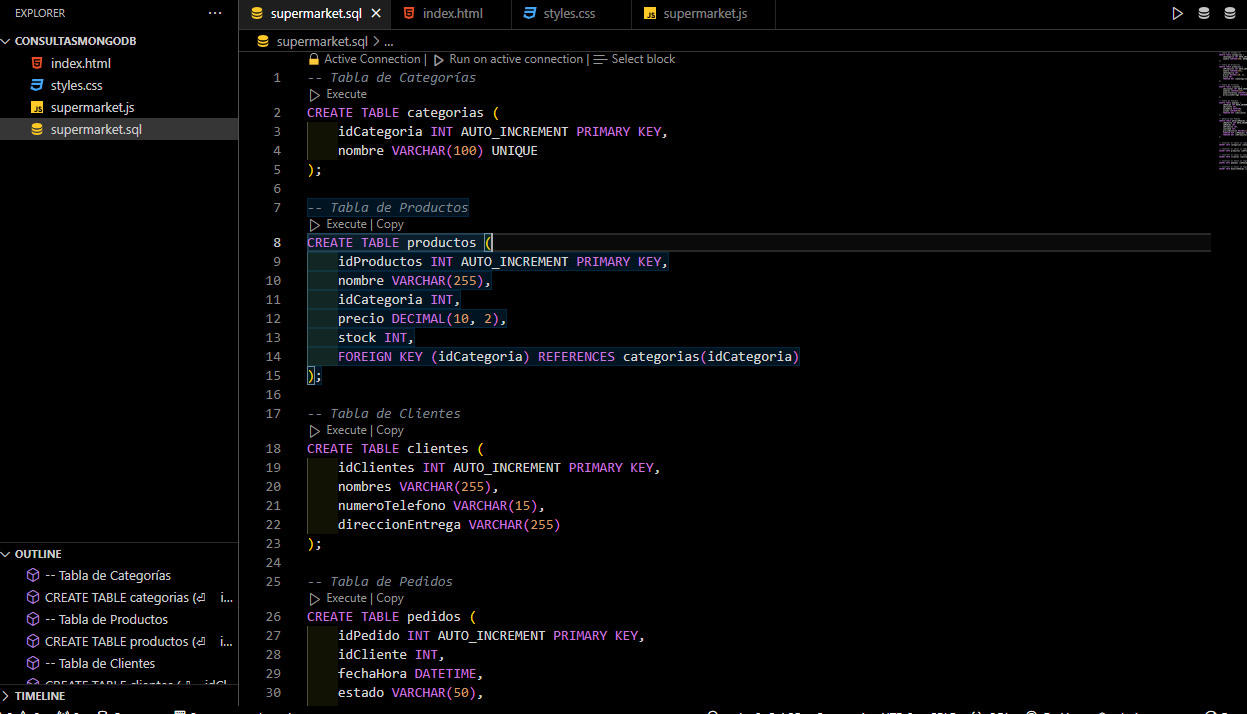 EXPLORER
···
supermarket.sql
index.html
styles.css
supermarket.js
CONSULTASMONGODB
index.html
styles.css
supermarket.js
supermarket.sql
supermarket.sql > ...
Active Connection | Run on active connection | Select block
1 -- Tabla de Categorías
Execute
2 CREATE TABLE categorias (
3 idCategoria INT AUTO_INCREMENT PRIMARY KEY,
4 nombre VARCHAR(100) UNIQUE
5 );
6
7 -- Tabla de Productos
Execute | Copy
8 CREATE TABLE productos (
9 idProductos INT AUTO_INCREMENT PRIMARY KEY,
10 nombre VARCHAR(255),
11 idCategoria INT,
12 precio DECIMAL(10, 2),
13 stock INT,
14 FOREIGN KEY (idCategoria) REFERENCES categorias(idCategoria)
15 );
16
17 -- Tabla de Clientes
Execute | Copy
18 CREATE TABLE clientes (
19 idClientes INT AUTO_INCREMENT PRIMARY KEY,
20 nombres VARCHAR(255),
21 numeroTelefono VARCHAR(15),
22 direccionEntrega VARCHAR(255)
23 );
24
25 -- Tabla de Pedidos
Execute | Copy
26 CREATE TABLE pedidos (
27 idPedido INT AUTO_INCREMENT PRIMARY KEY,
28 idCliente INT,
29 fechaHora DATETIME,
30 estado VARCHAR(50),
OUTLINE
-- Tabla de Categorías
CREATE TABLE categorias (⏎ i...
-- Tabla de Productos
CREATE TABLE productos (⏎ i...
-- Tabla de Clientes
CREATE TABLE clientes (⏎ idCl...
TIMELINE